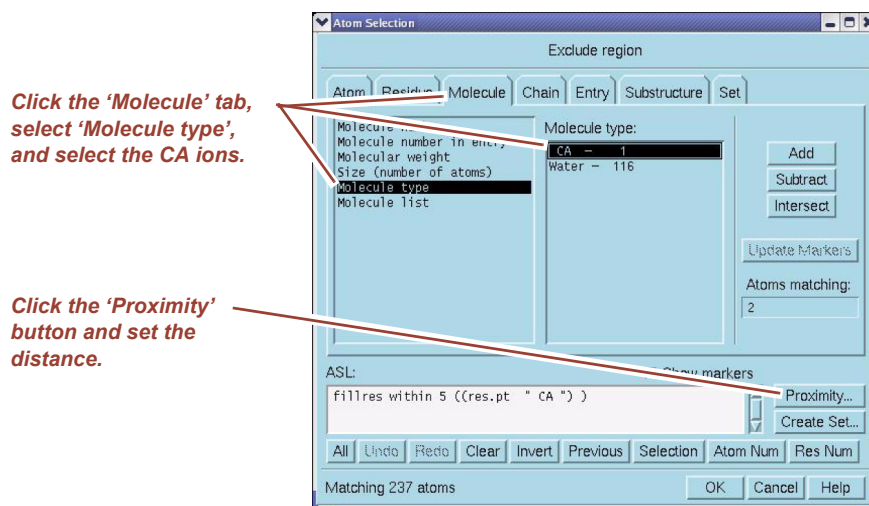 Atom Selection
Exclude region
Atom Residue Molecule Chain Entry Substructure Set
Click the ‘Molecule’ tab,
select ‘Molecule type’,
and select the CA ions.
Molecule number in entry
Molecular weight
Size (number of atoms)
Molecule type
Molecule list
Molecule type:
CA – 1
Water – 116
Add
Subtract
Intersect
Update Markers
Atoms matching:
2
Click the ‘Proximity’
button and set the
distance.
ASL:
Show markers
fillres within 5 ((res.pt " CA ") )
Proximity...
Create Set...
All Undo Redo Clear Invert Previous Selection Atom Num Res Num
Matching 237 atoms
OK Cancel Help